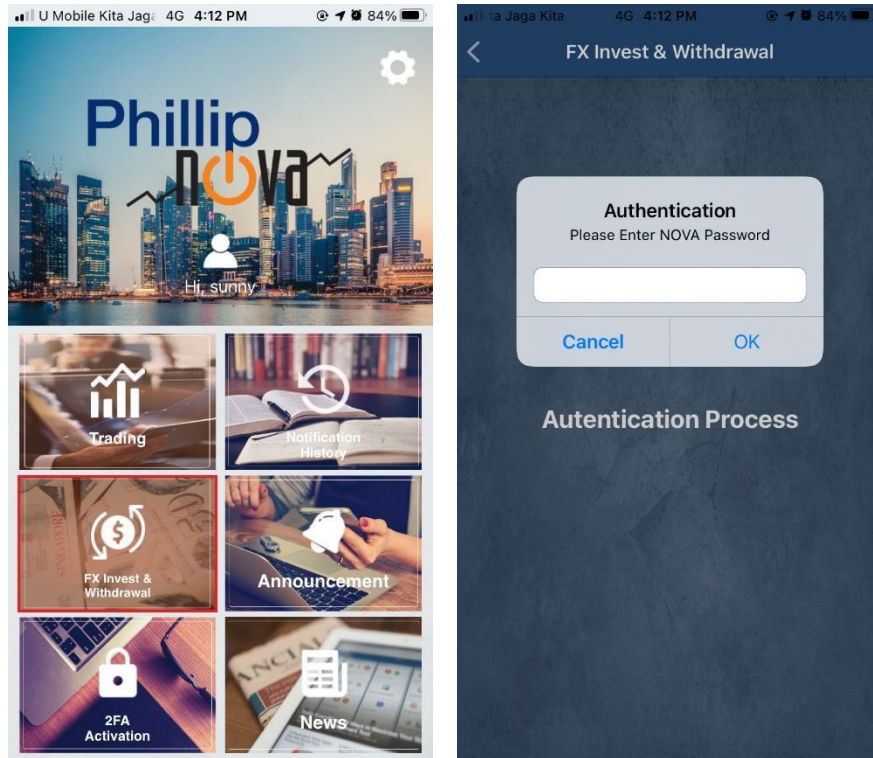 U Mobile Kita Jaga 4G 4:12 PM 84%
Phillip
nova
Hi, sunny
Trading
Notification
History
SINGAPORE
FX Invest &
Withdrawal
Announcement
2FA
Activation
News
ta Jaga Kita 4G 4:12 PM 84%
FX Invest & Withdrawal
Authentication
Please Enter NOVA Password
Cancel OK
Autentication Process